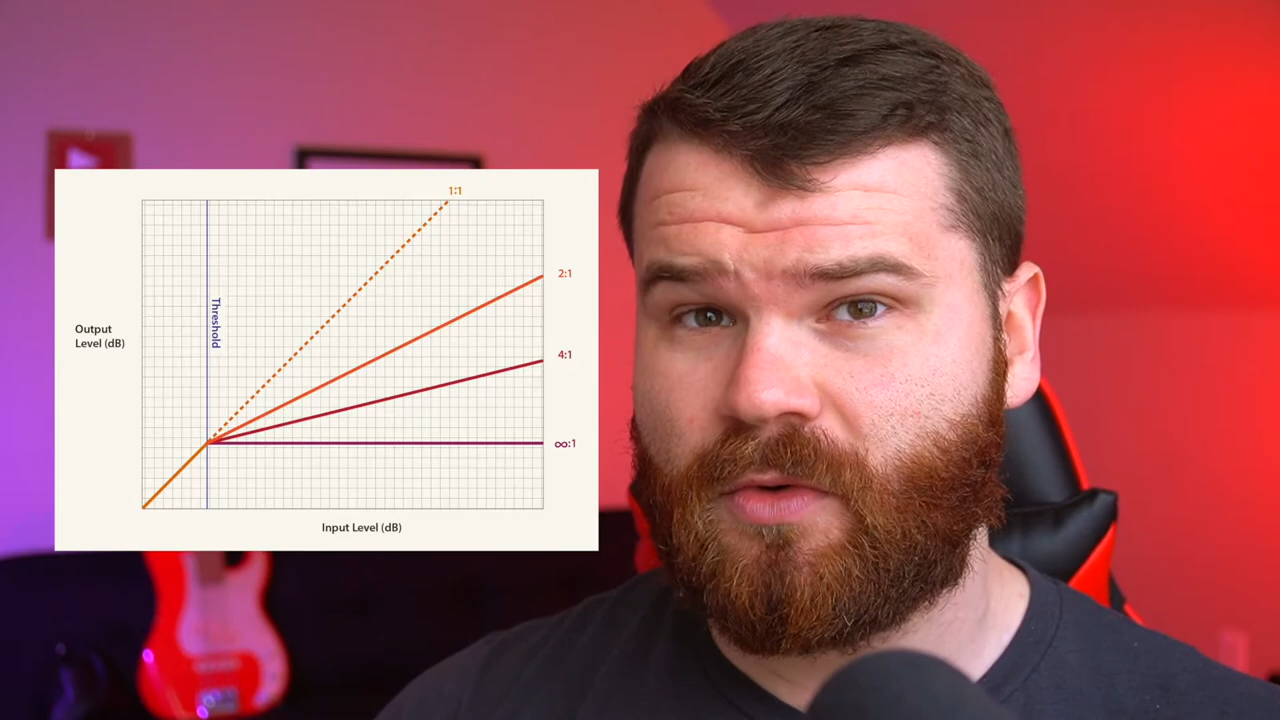 1:1
2:1
Threshold
Output
Level (dB)
4:1
∞:1
Input Level (dB)